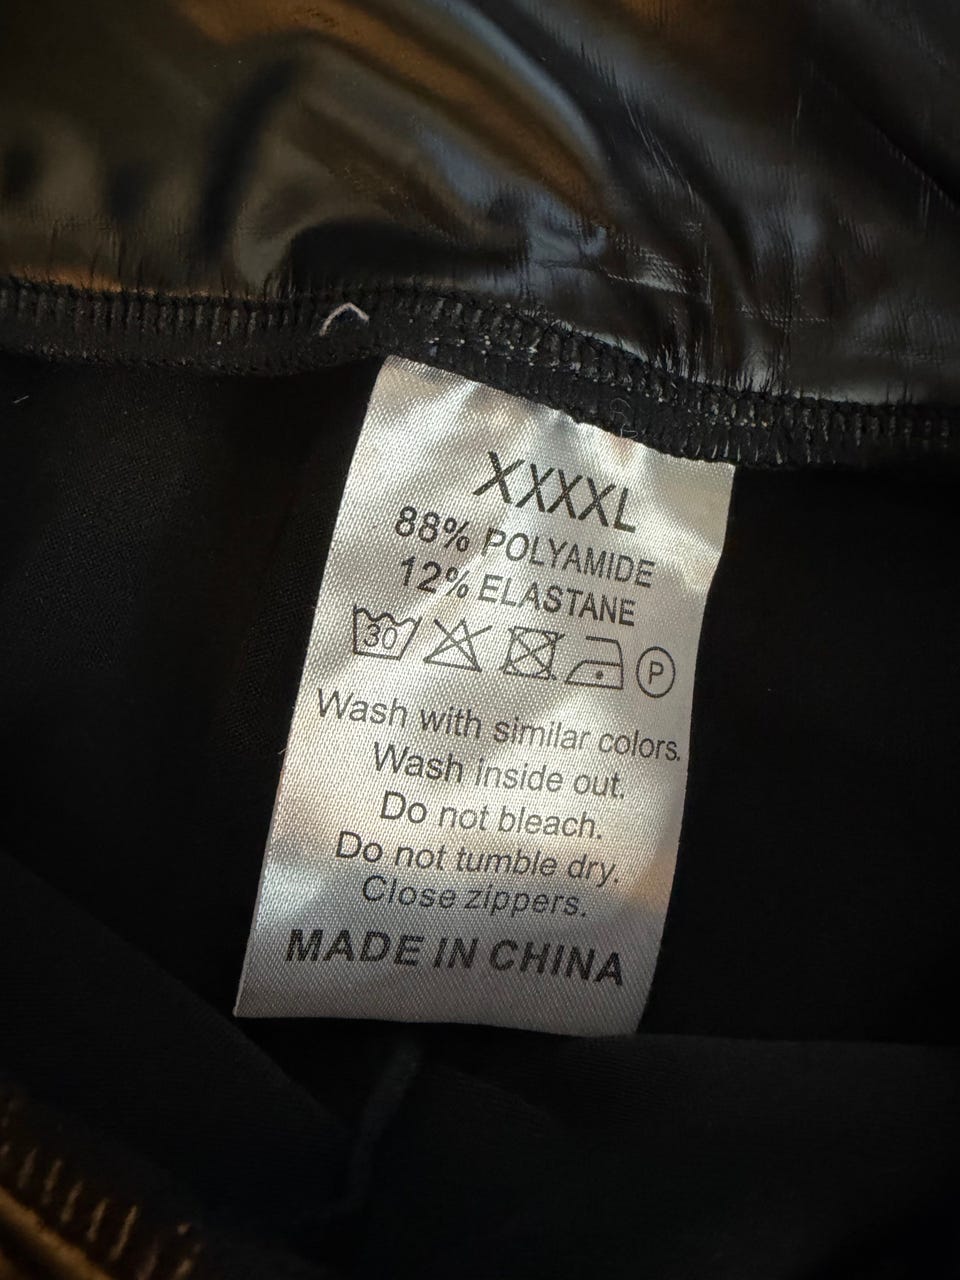 XXXXL
88% POLYAMIDE
12% ELASTANE
30 P
Wash with similar colors.
Wash inside out.
Do not bleach.
Do not tumble dry.
Close zippers.
MADE IN CHINA